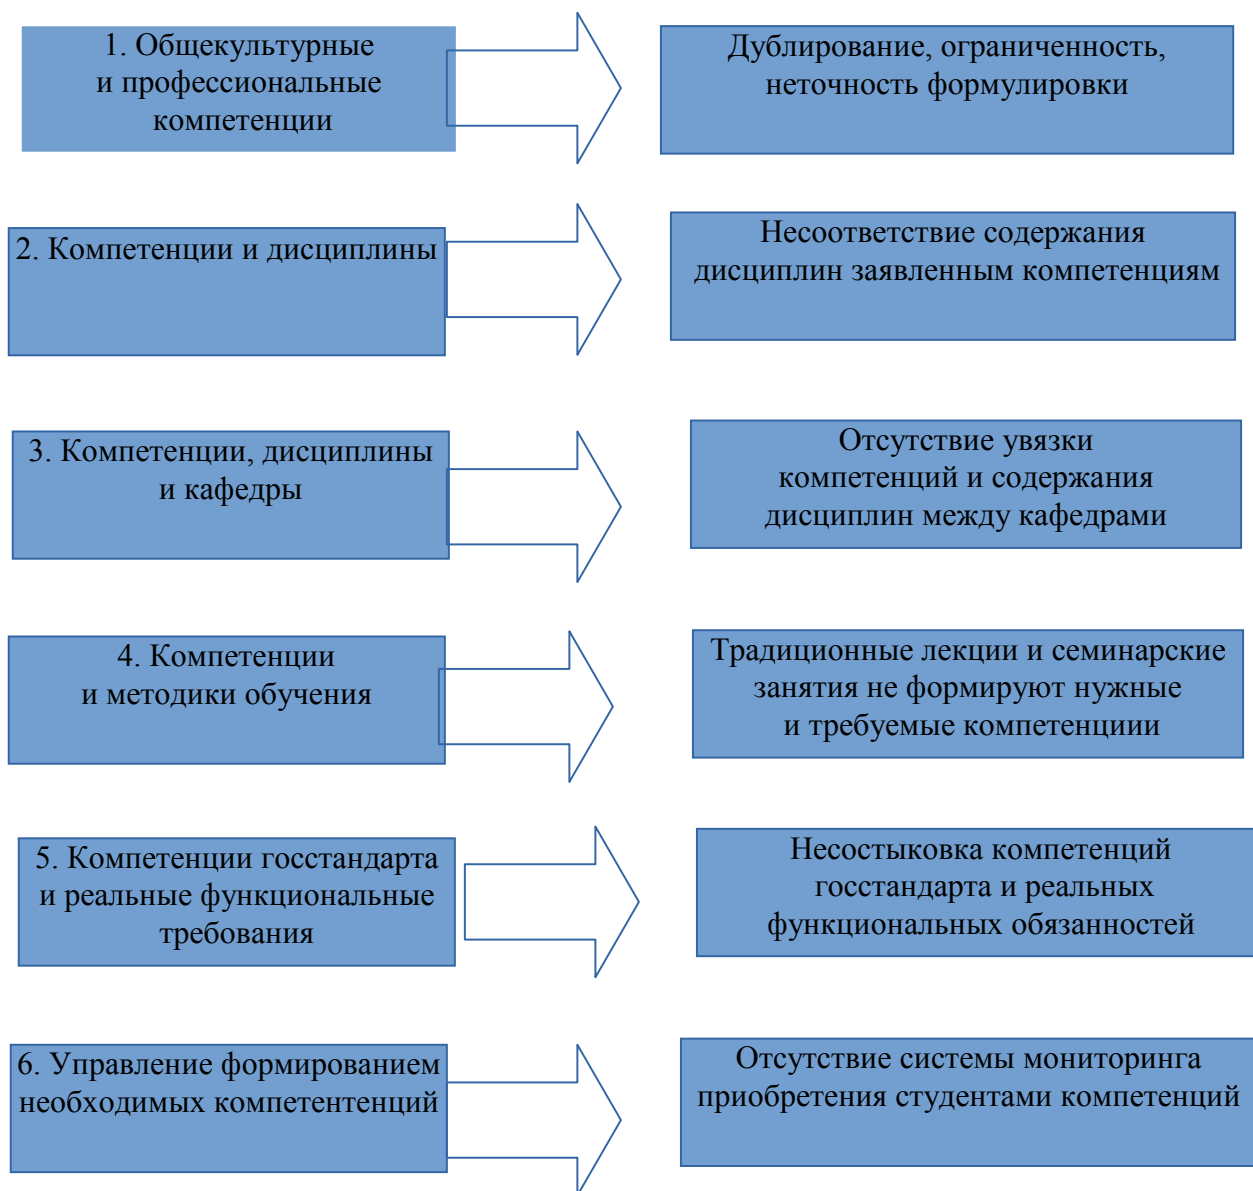 1. Общекультурные
и профессиональные
компетенции
Дублирование, ограниченность,
неточность формулировки
2. Компетенции и дисциплины
Несоответствие содержания
дисциплин заявленным компетенциям
3. Компетенции, дисциплины
и кафедры
Отсутствие увязки
компетенций и содержания
дисциплин между кафедрами
4. Компетенции
и методики обучения
Традиционные лекции и семинарские
занятия не формируют нужные
и требуемые компетенциии
5. Компетенции госстандарта
и реальные функциональные
требования
Несостыковка компетенций
госстандарта и реальных
функциональных обязанностей
6. Управление формированием
необходимых компетентенций
Отсутствие системы мониторинга
приобретения студентами компетенций